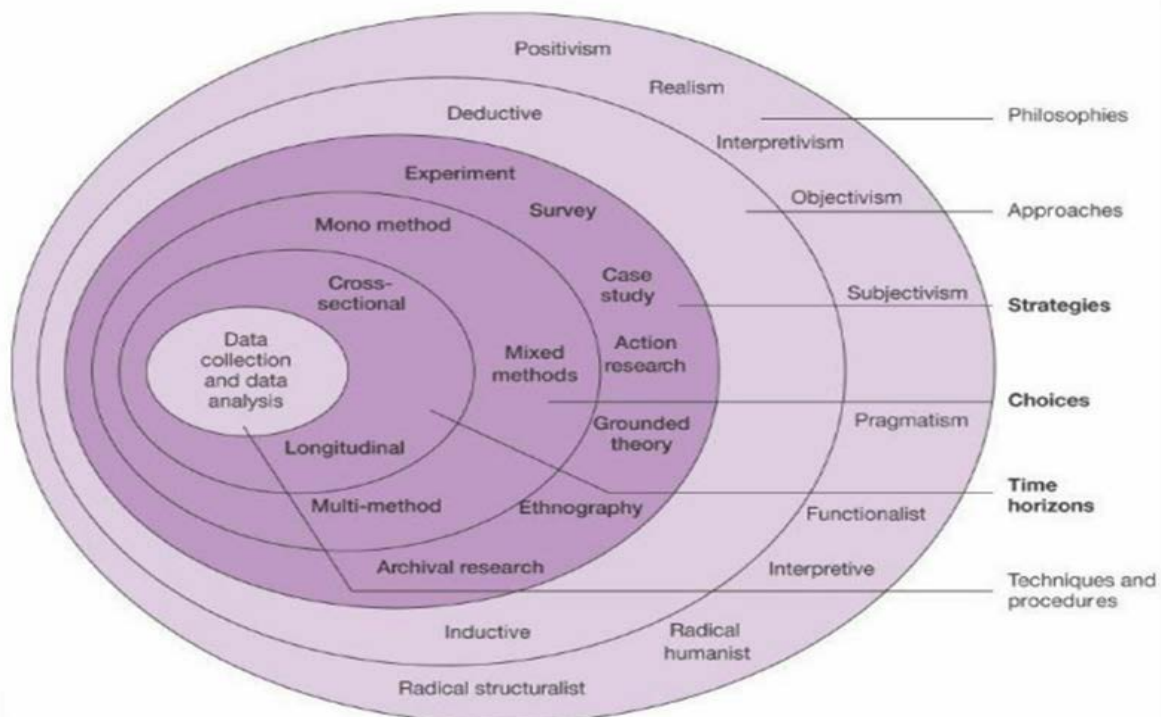 Positivism
Realism
Philosophies
Deductive
Interpretivism
Experiment
Objectivism
Survey
Approaches
Mono method
Case
study
Cross-
sectional
Subjectivism
Strategies
Data
collection
and data
analysis
Mixed
methods
Action
research
Choices
Pragmatism
Grounded
theory
Longitudinal
Time
horizons
Multi-method
Ethnography
Functionalist
Archival research
Interpretive
Techniques and
procedures
Inductive
Radical
humanist
Radical structuralist